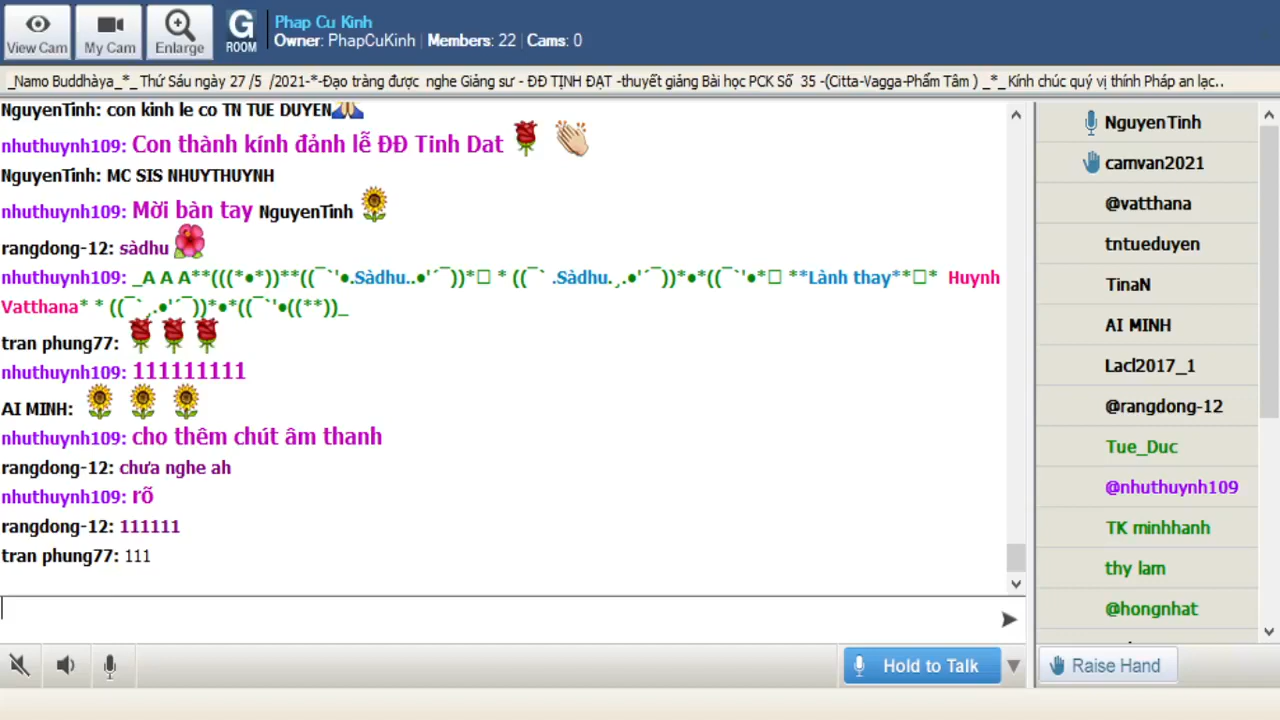 View Cam
My Cam
Enlarge
G
ROOM
Phap Cu Kinh
Owner: PhapCuKinh | Members: 22 | Cams: 0
_Namo Buddhàya_*_Thứ Sáu ngày 27 /5 /2021-*-Đạo tràng được nghe Giảng sư - ĐĐ TỊNH ĐẠT -thuyết giảng Bài học PCK Số 35 -(Citta-Vagga-Phẩm Tâm ) _*_Kính chúc quý vị thính Pháp an lạc..
NguyenTinh: con kinh le co TN TUE DUYEN
nhuthuynh109: Con thành kính đảnh lễ ĐĐ Tinh Dat
NguyenTinh: MC SIS NHUYTHUYNH
nhuthuynh109: Mời bàn tay NguyenTinh
rangdong-12: sàdhu
nhuthuynh109: _A A A**(((*●*))**((¯`'●.Sàdhu..●'´¯))*□ * ((¯` .Sàdhu.¸.●'´¯))*●*((¯`'●*□ **Lành thay**□* Huynh
Vatthana* * ((¯`¸.●'´¯))*●*((¯`'●((**))_
tran phung77:
nhuthuynh109: 111111111
AI MINH:
nhuthuynh109: cho thêm chút âm thanh
rangdong-12: chưa nghe ah
nhuthuynh109: rõ
rangdong-12: 111111
tran phung77: 111
Hold to Talk
NguyenTinh
camvan2021
@vatthana
tntueduyen
TinaN
AI MINH
Lacl2017_1
@rangdong-12
Tue_Duc
@nhuthuynh109
TK minhhanh
thy lam
@hongnhat
Raise Hand